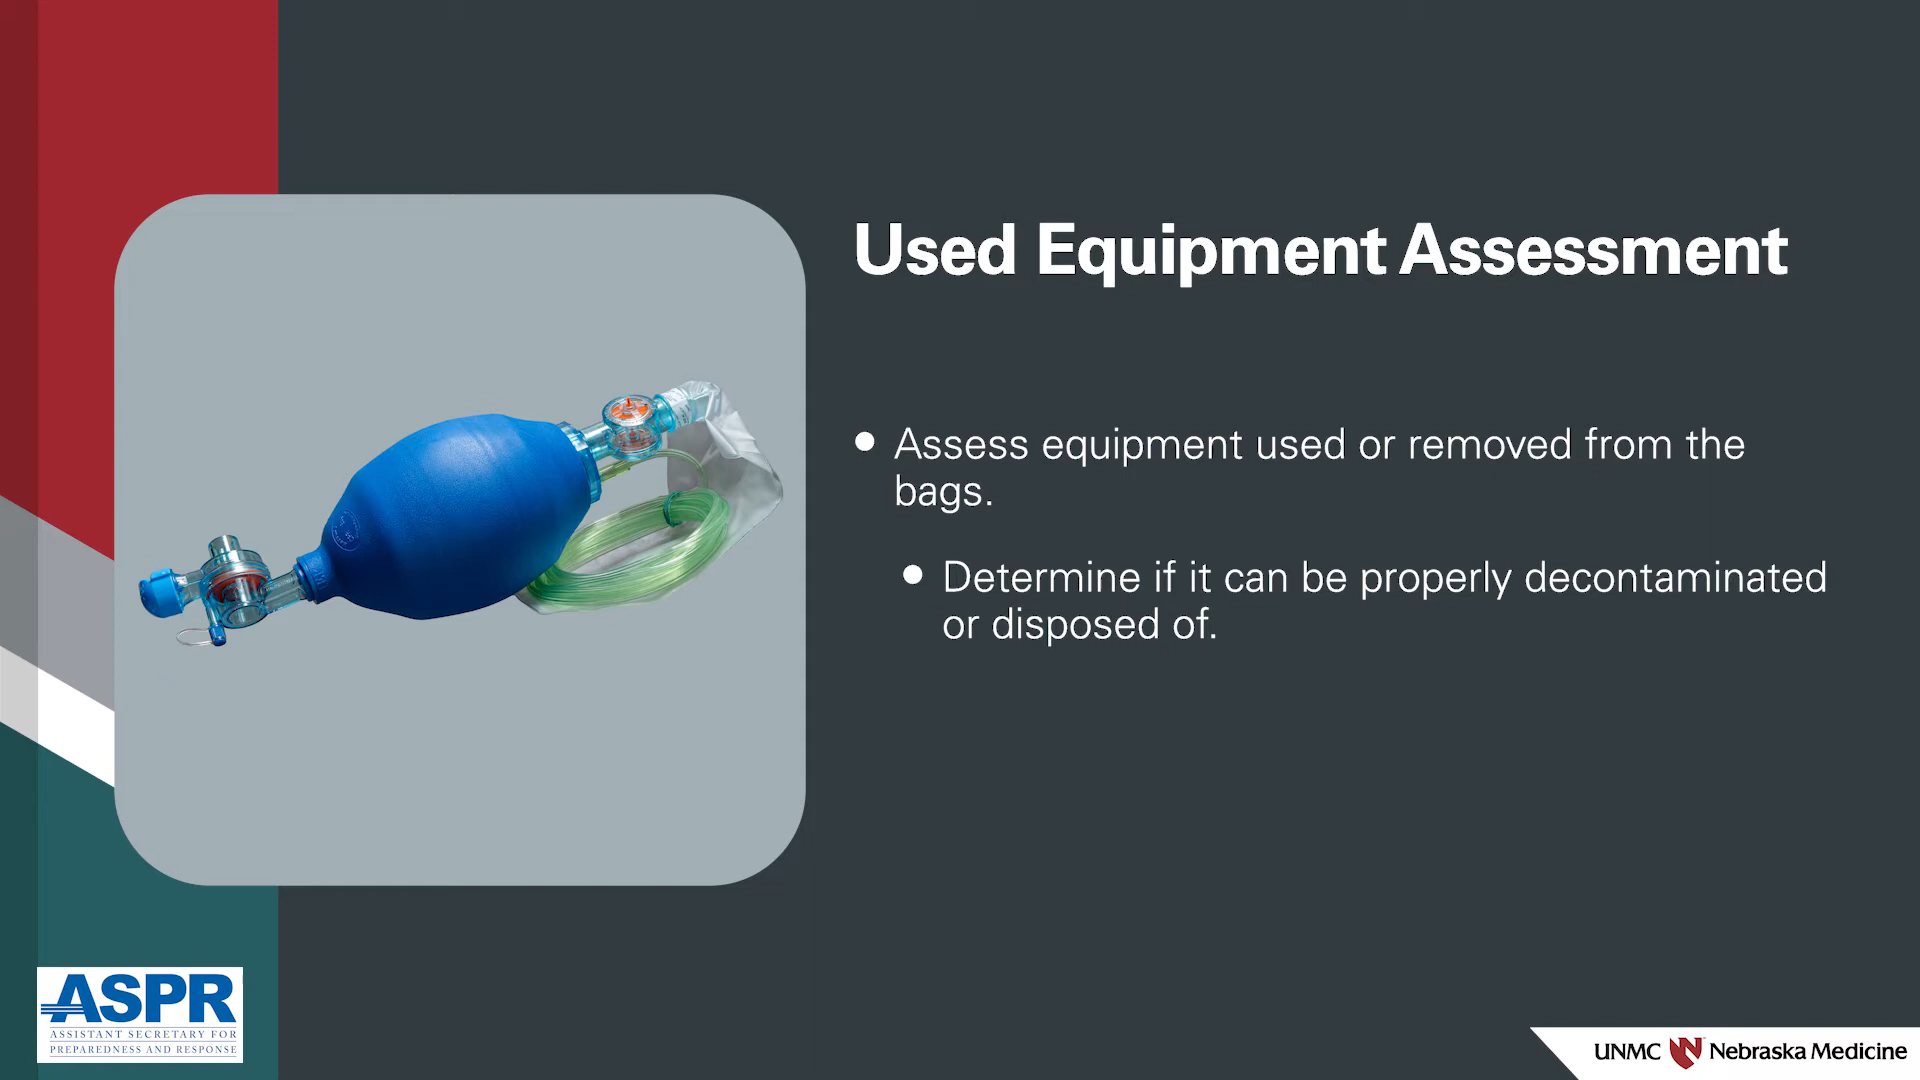 Used Equipment Assessment
• Assess equipment used or removed from the
bags.
• Determine if it can be properly decontaminated
or disposed of.
ASPR
ASSISTANT SECRETARY FOR
PREPAREDNESS AND RESPONSE
UNMC Nebraska Medicine